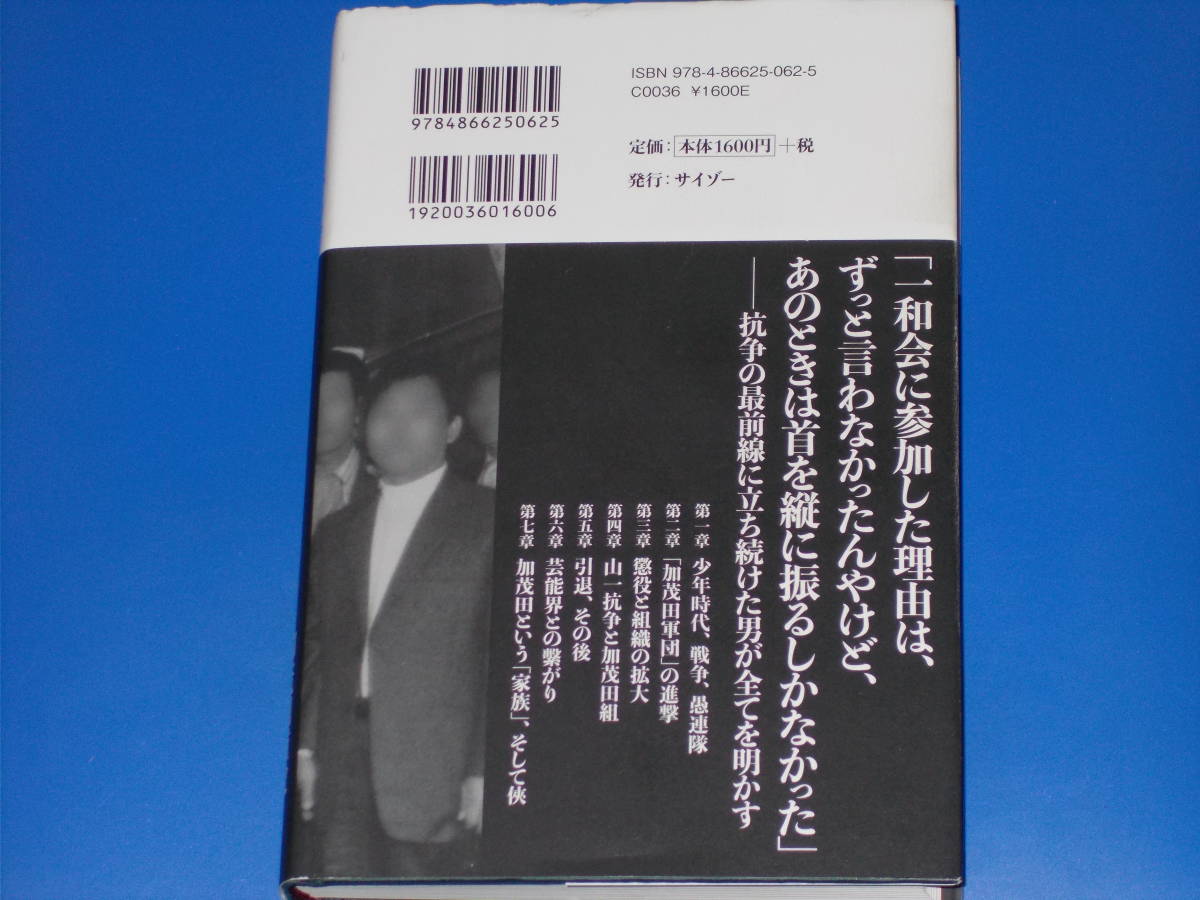 ISBN 978-4-86625-062-5
C0036 ¥1600E
9784866250625
定価：本体1600円＋税
発行：サイゾー
1920036016006
「一和会に参加した理由は、
ずっと言わなかったんやけど、
あのときは首を縦に振るしかなかった」
──抗争の最前線に立ち続けた男が全てを明かす
第一章 少年時代、戦争、愚連隊
第二章 「加茂田軍団」の進撃
第三章 懲役と組織の拡大
第四章 山一抗争と加茂田組
第五章 引退、その後
第六章 芸能界との繋がり
第七章 加茂田という「家族」、そして俠